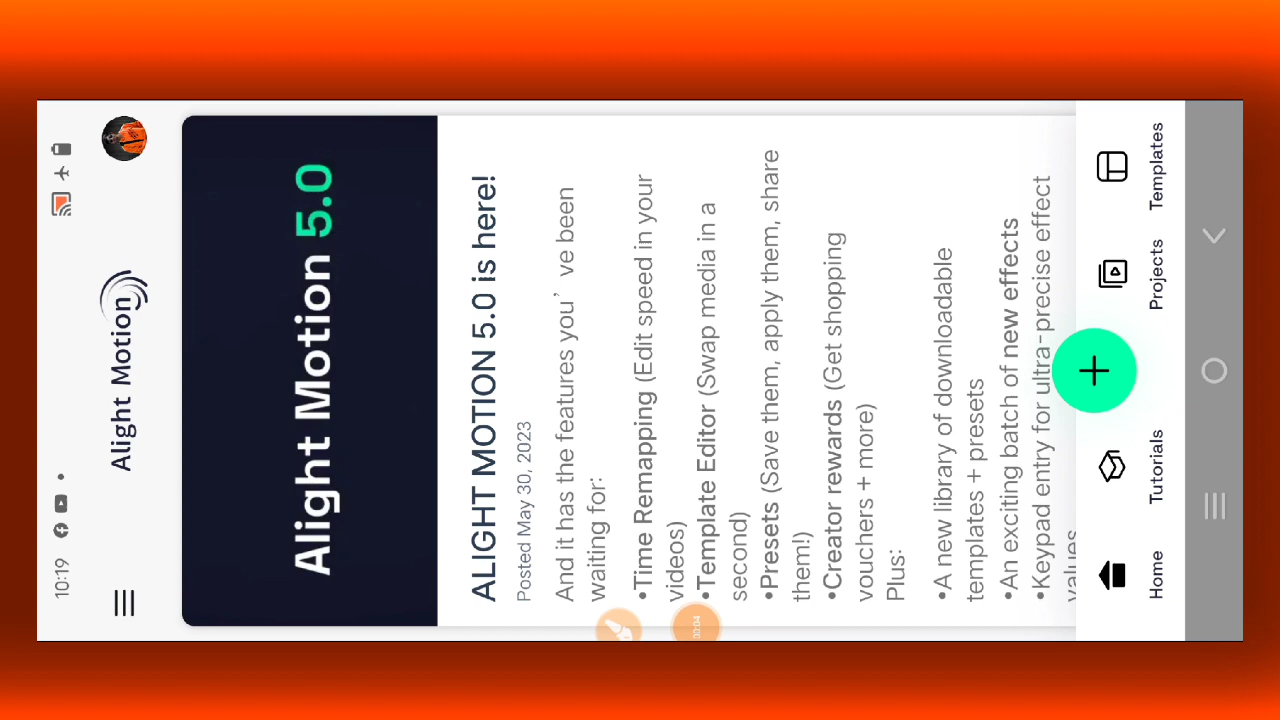 10:19
Alight Motion
Alight Motion 5.0
ALIGHT MOTION 5.0 is here!
Posted May 30, 2023
And it has the features you’ve been
waiting for:
•Time Remapping (Edit speed in your
videos)
•Template Editor (Swap media in a
second)
•Presets (Save them, apply them, share
them!)
•Creator rewards (Get shopping
vouchers + more)
Plus:
•A new library of downloadable
templates + presets
•An exciting batch of new effects
•Keypad entry for ultra-precise effect
values
00:04
Home
Tutorials
Projects
Templates